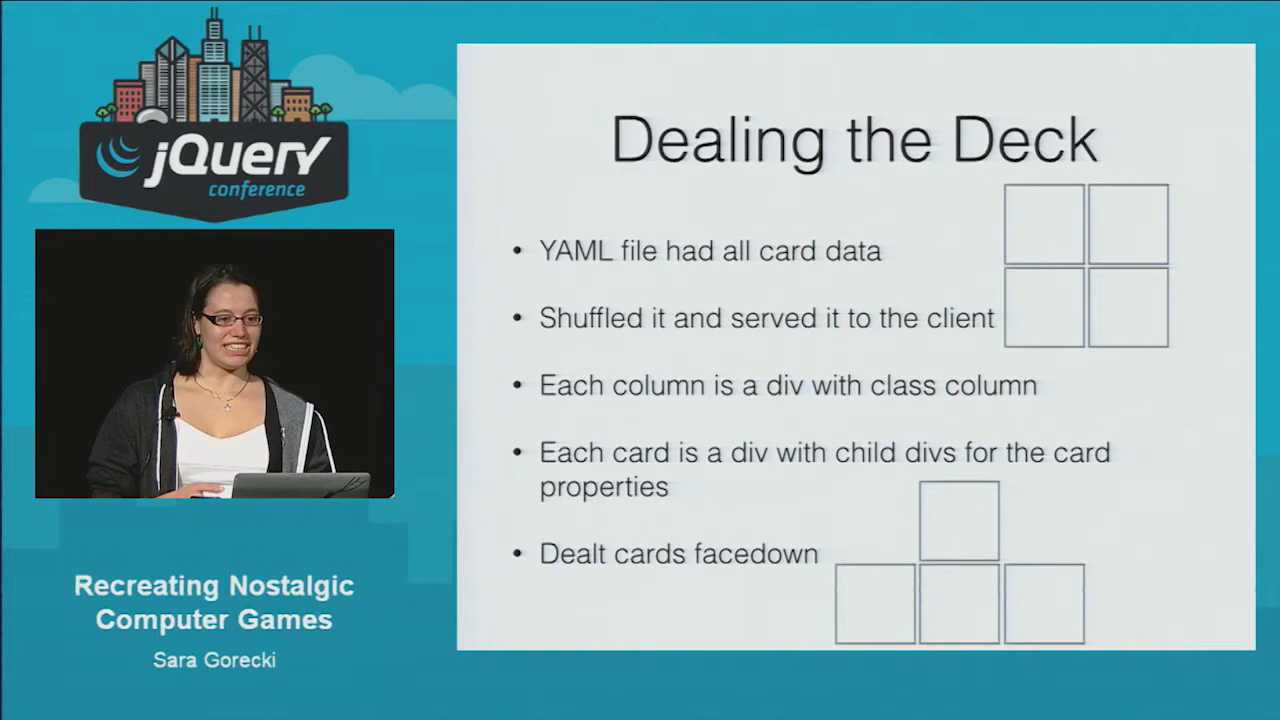 jQuery
conference
Recreating Nostalgic
Computer Games
Sara Gorecki
Dealing the Deck
• YAML file had all card data
• Shuffled it and served it to the client
• Each column is a div with class column
• Each card is a div with child divs for the card
properties
• Dealt cards facedown